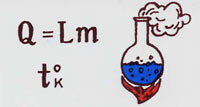 Q = Lm
t°K